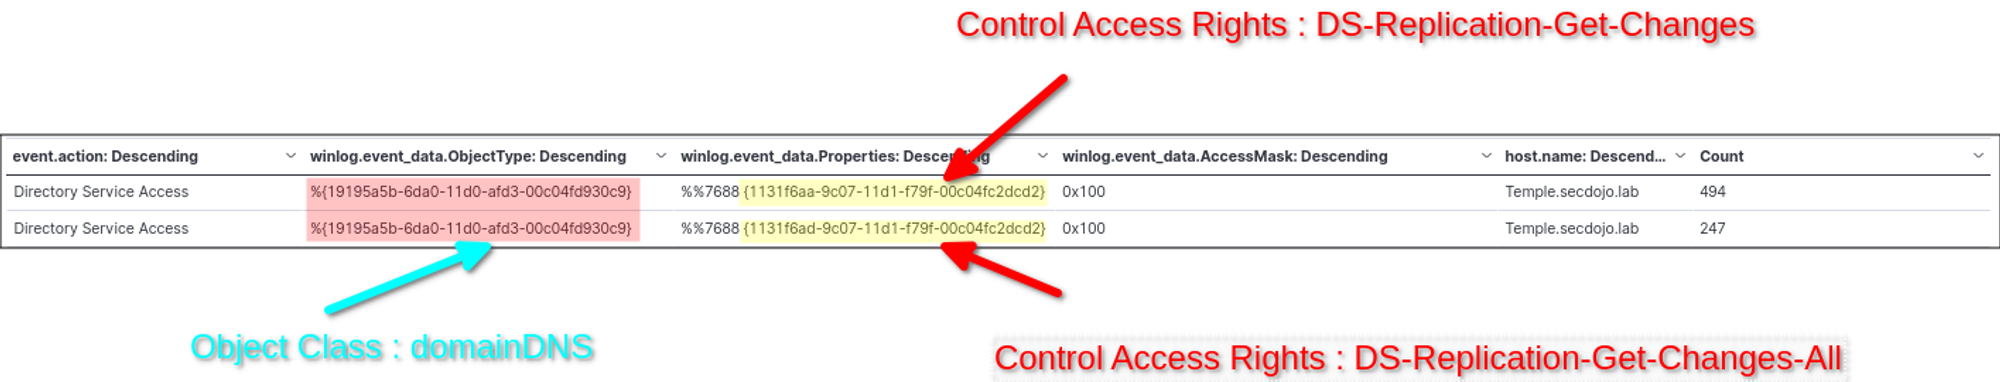 Control Access Rights : DS-Replication-Get-Changes
event.action: Descending winlog.event_data.ObjectType: Descending winlog.event_data.Properties: Descending winlog.event_data.AccessMask: Descending host.name: Descend... Count
Directory Service Access %{19195a5b-6da0-11d0-afd3-00c04fd930c9} %%7688 {1131f6aa-9c07-11d1-f79f-00c04fc2dcd2} 0x100 Temple.secdojo.lab 494
Directory Service Access %{19195a5b-6da0-11d0-afd3-00c04fd930c9} %%7688 {1131f6ad-9c07-11d1-f79f-00c04fc2dcd2} 0x100 Temple.secdojo.lab 247
Object Class : domainDNS
Control Access Rights : DS-Replication-Get-Changes-All